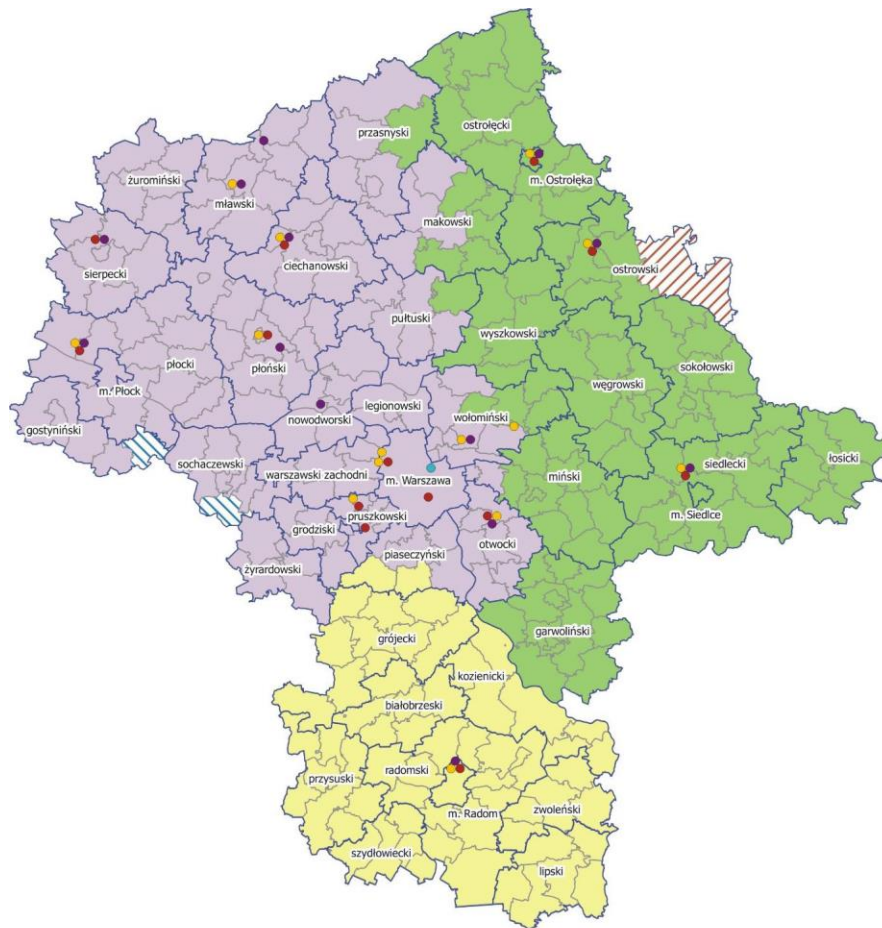 ostrołęcki
przasnyski
m. Ostrołęka
żuromiński
mławski
makowski
ciechanowski
ostrowski
sierpecki
pułtuski
wyszkowski
sokołowski
płocki
płoński
węgrowski
m. Płock
legionowski
nowodworski
wołomiński
gostyniński
sochaczewski
siedlecki
łosicki
warszawski zachodni
m. Warszawa
miński
pruszkowski
m. Siedlce
grodziski
otwocki
piaseczyński
żyrardowski
garwoliński
grójecki
kozienicki
białobrzeski
radomski
przysuski
zwoleński
m. Radom
szydłowiecki
lipski